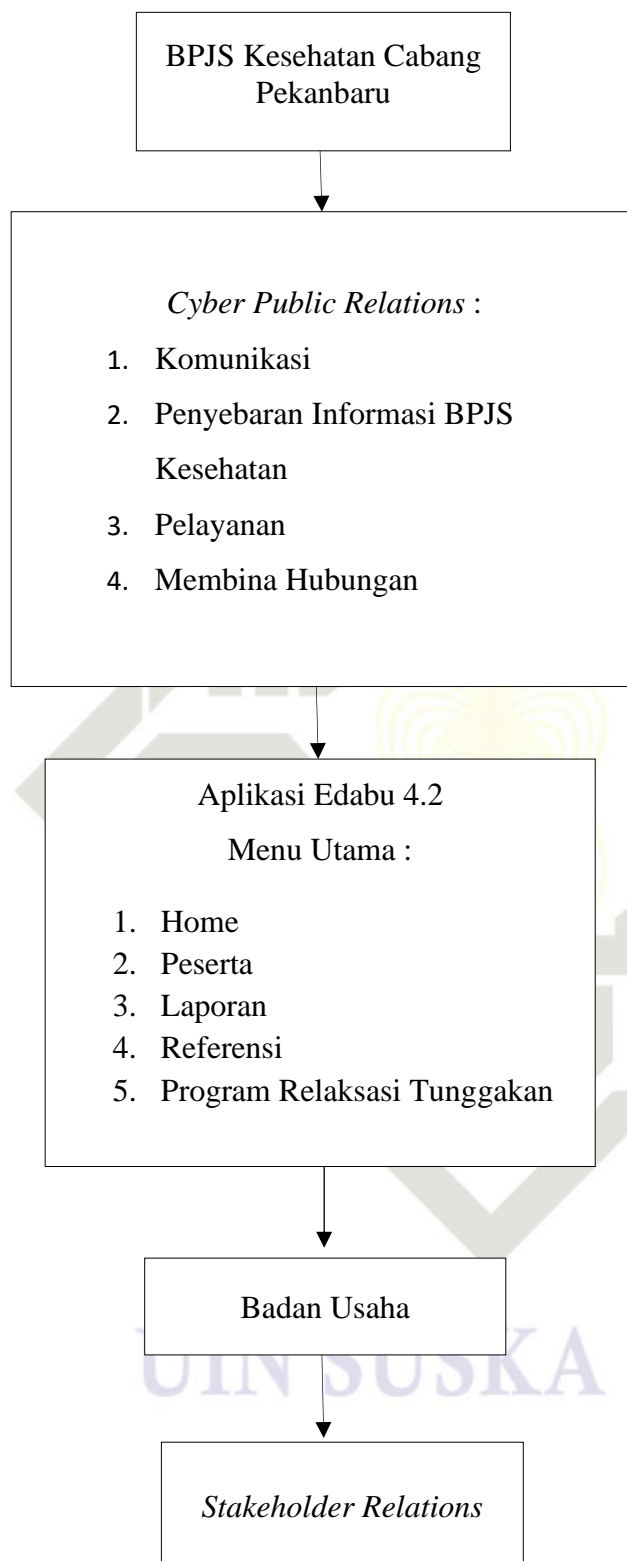 BPJS Kesehatan Cabang
Pekanbaru
Cyber Public Relations :
1. Komunikasi
2. Penyebaran Informasi BPJS
Kesehatan
3. Pelayanan
4. Membina Hubungan
Aplikasi Edabu 4.2
Menu Utama :
1. Home
2. Peserta
3. Laporan
4. Referensi
5. Program Relaksasi Tunggakan
Badan Usaha
UIN SUSKA
Stakeholder Relations